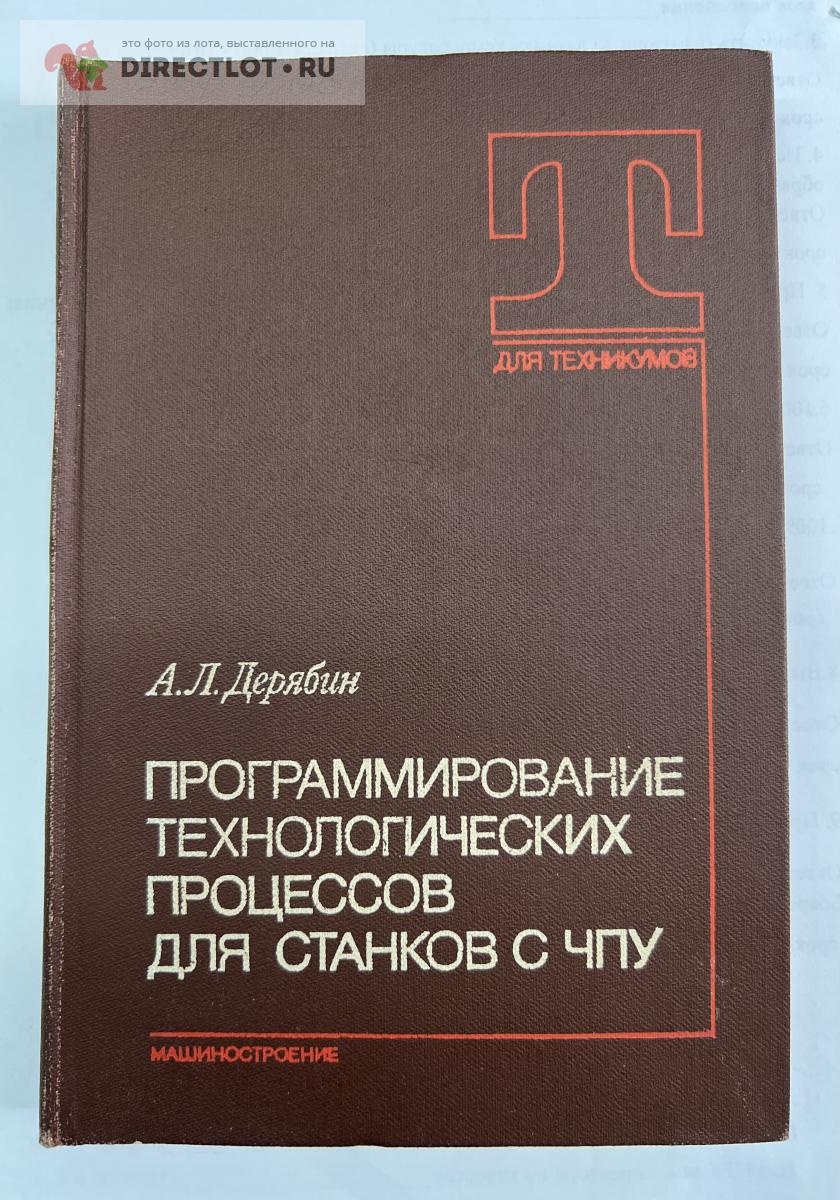 это фото из лота, выставленного на
DIRECTLOT•RU
Т
ДЛЯ ТЕХНИКУМОВ
А.Л.Дерябин
ПРОГРАММИРОВАНИЕ
ТЕХНОЛОГИЧЕСКИХ
ПРОЦЕССОВ
ДЛЯ СТАНКОВ С ЧПУ
МАШИНОСТРОЕНИЕ